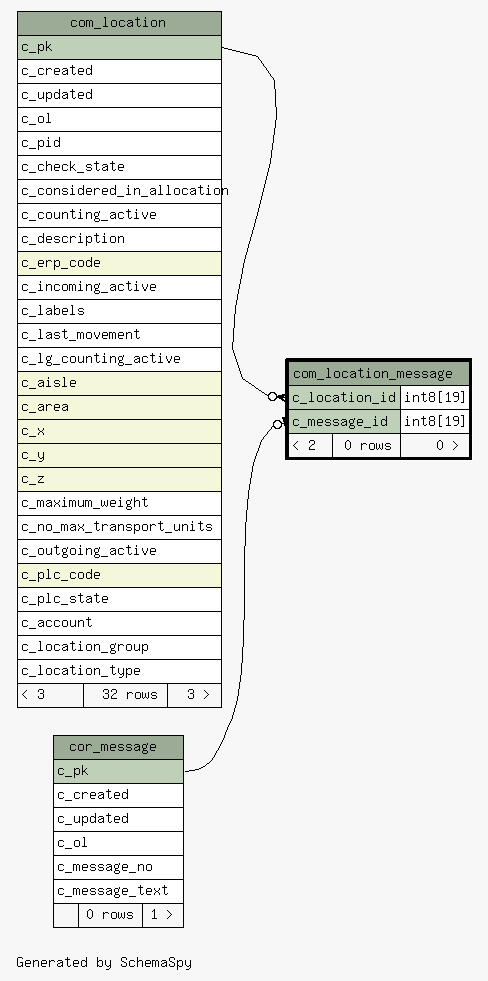 com_location
c_pk
c_created
c_updated
c_ol
c_pid
c_check_state
c_considered_in_allocation
c_counting_active
c_description
c_erp_code
c_incoming_active
c_labels
c_last_movement
c_lg_counting_active
c_aisle
c_area
c_x
c_y
c_z
c_maximum_weight
c_no_max_transport_units
c_outgoing_active
c_plc_code
c_plc_state
c_account
c_location_group
c_location_type
< 3 32 rows 3 >
com_location_message
c_location_id int8[19]
c_message_id int8[19]
< 2 0 rows 0 >
cor_message
c_pk
c_created
c_updated
c_ol
c_message_no
c_message_text
0 rows 1 >
Generated by SchemaSpy